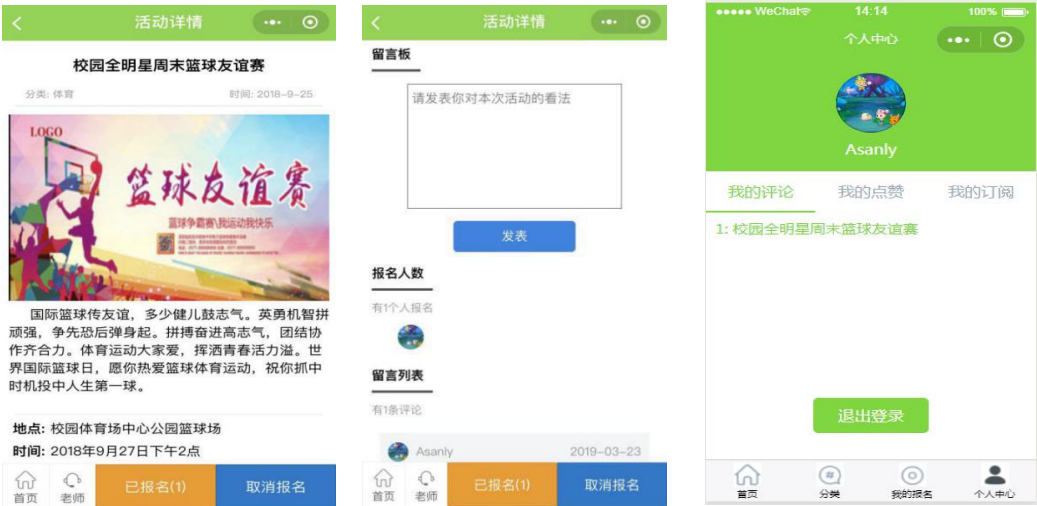 活动详情
校园全明星周末篮球友谊赛
分类: 体育
时间: 2018-9-25
LOGO
篮球友谊赛
篮球争霸赛\我运动我快乐
国际篮球传友谊，多少健儿鼓志气。英勇机智拼
顽强，争先恐后弹身起。拼搏奋进高志气，团结协
作齐合力。体育运动大家爱，挥洒青春活力溢。世
界国际篮球日，愿你热爱篮球体育运动，祝你抓中
时机投中人生第一球。
地点: 校园体育场中心公园篮球场
时间: 2018年9月27日下午2点
首页
老师
已报名(1)
取消报名
活动详情
留言板
请发表你对本次活动的看法
发表
报名人数
有1个人报名
留言列表
有1条评论
Asanly
2019-03-23
首页
老师
已报名(1)
取消报名
WeChat
14:14
100%
个人中心
Asanly
我的评论
我的点赞
我的订阅
1: 校园全明星周末篮球友谊赛
退出登录
首页
分类
我的报名
个人中心